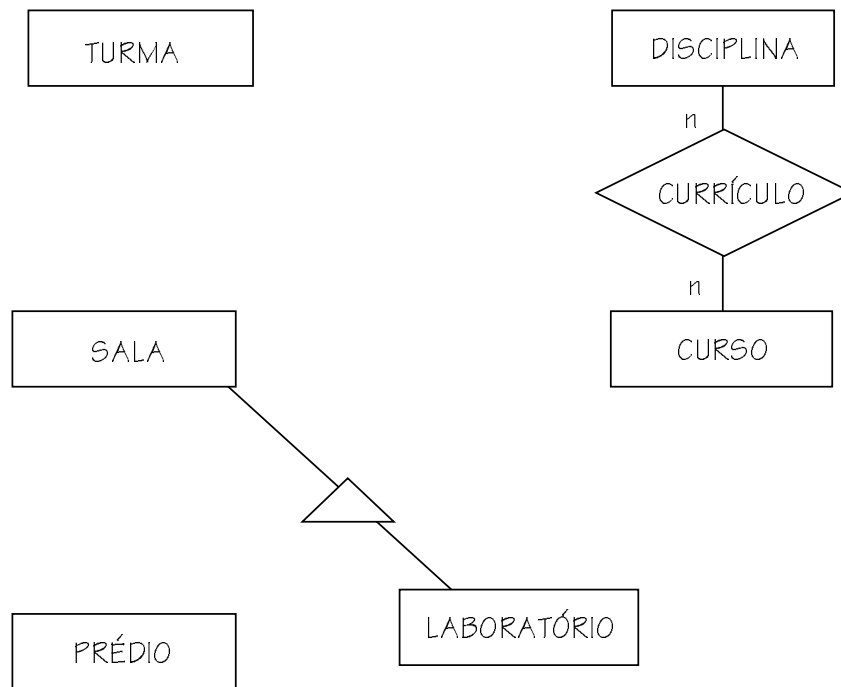 TURMA
DISCIPLINA
n
CURRÍCULO
n
SALA
CURSO
LABORATÓRIO
PRÉDIO